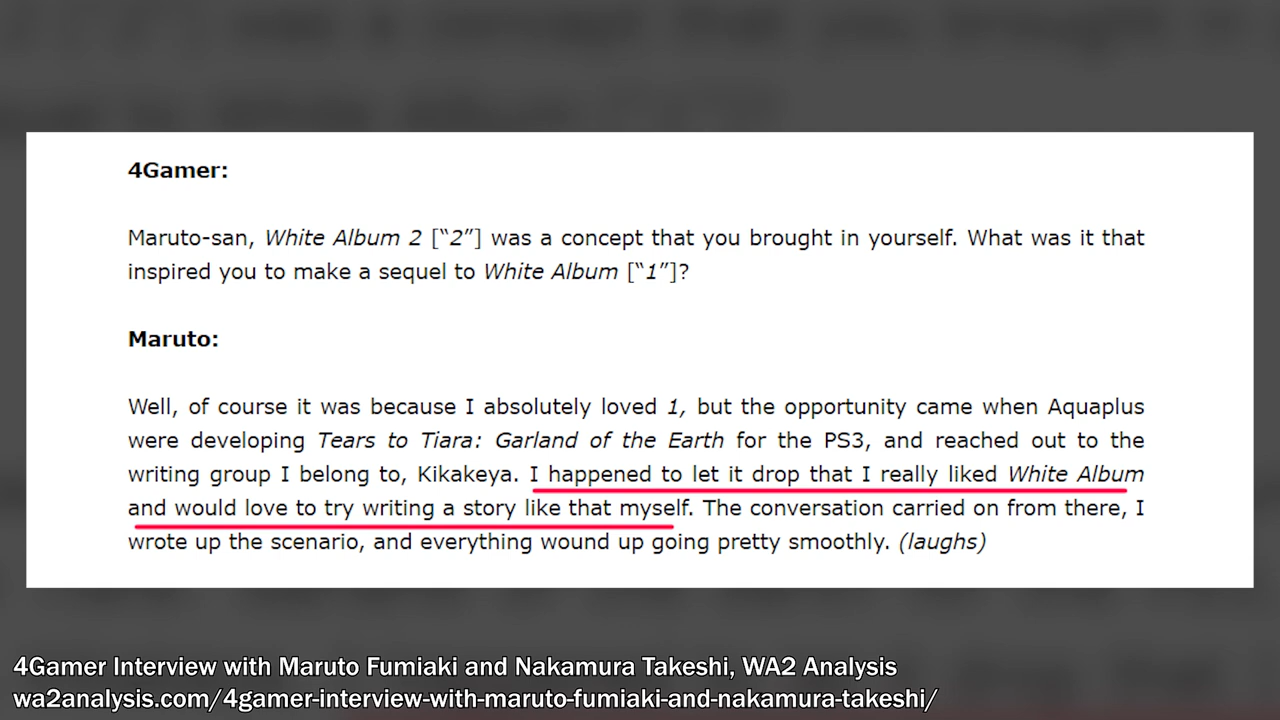 4Gamer:
Maruto-san, White Album 2 [“2”] was a concept that you brought in yourself. What was it that
inspired you to make a sequel to White Album [“1”]?
Maruto:
Well, of course it was because I absolutely loved 1, but the opportunity came when Aquaplus
were developing Tears to Tiara: Garland of the Earth for the PS3, and reached out to the
writing group I belong to, Kikakeya. I happened to let it drop that I really liked White Album
and would love to try writing a story like that myself. The conversation carried on from there, I
wrote up the scenario, and everything wound up going pretty smoothly. (laughs)
4Gamer Interview with Maruto Fumiaki and Nakamura Takeshi, WA2 Analysis
wa2analysis.com/4gamer-interview-with-maruto-fumiaki-and-nakamura-takeshi/